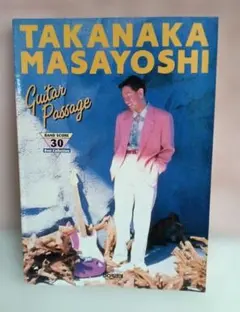 TAKANAKA
MASAYOSHI
Guitar
Passage
BAND SCORE
30